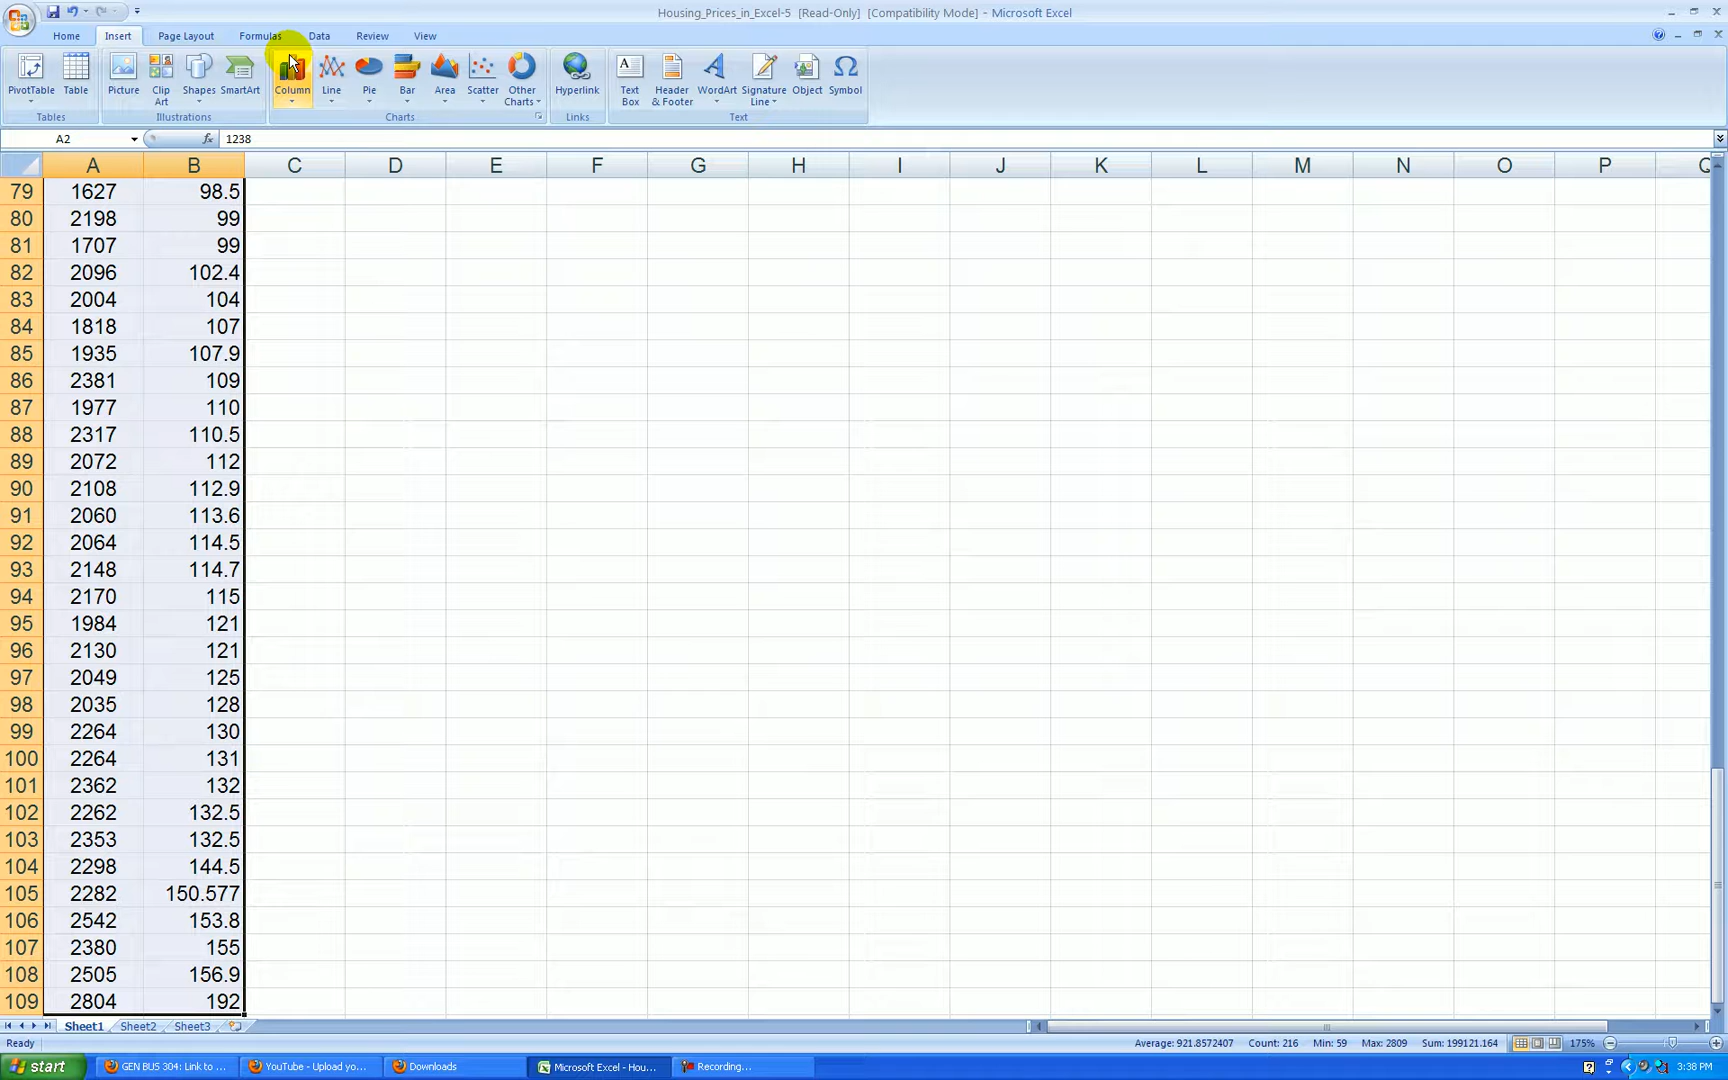 Housing_Prices_in_Excel-5 [Read-Only] [Compatibility Mode] - Microsoft Excel
Home Insert Page Layout Formulas Data Review View
PivotTable Table Picture Clip Art Shapes SmartArt Column Line Pie Bar Area Scatter Other Charts Hyperlink Text Box Header & Footer WordArt Signature Line Object Symbol
Tables Illustrations Charts Links Text
A2 fx 1238
A B C D E F G H I J K L M N O P Q
79 1627 98.5
80 2198 99
81 1707 99
82 2096 102.4
83 2004 104
84 1818 107
85 1935 107.9
86 2381 109
87 1977 110
88 2317 110.5
89 2072 112
90 2108 112.9
91 2060 113.6
92 2064 114.5
93 2148 114.7
94 2170 115
95 1984 121
96 2130 121
97 2049 125
98 2035 128
99 2264 130
100 2264 131
101 2362 132
102 2262 132.5
103 2353 132.5
104 2298 144.5
105 2282 150.577
106 2542 153.8
107 2380 155
108 2505 156.9
109 2804 192
Sheet1 Sheet2 Sheet3
Ready Average: 921.8572407 Count: 216 Min: 59 Max: 2809 Sum: 199121.164 175%
start GEN BUS 304: Link to ... YouTube - Upload yo... Downloads Microsoft Excel - Hou... Recording... 3:38 PM